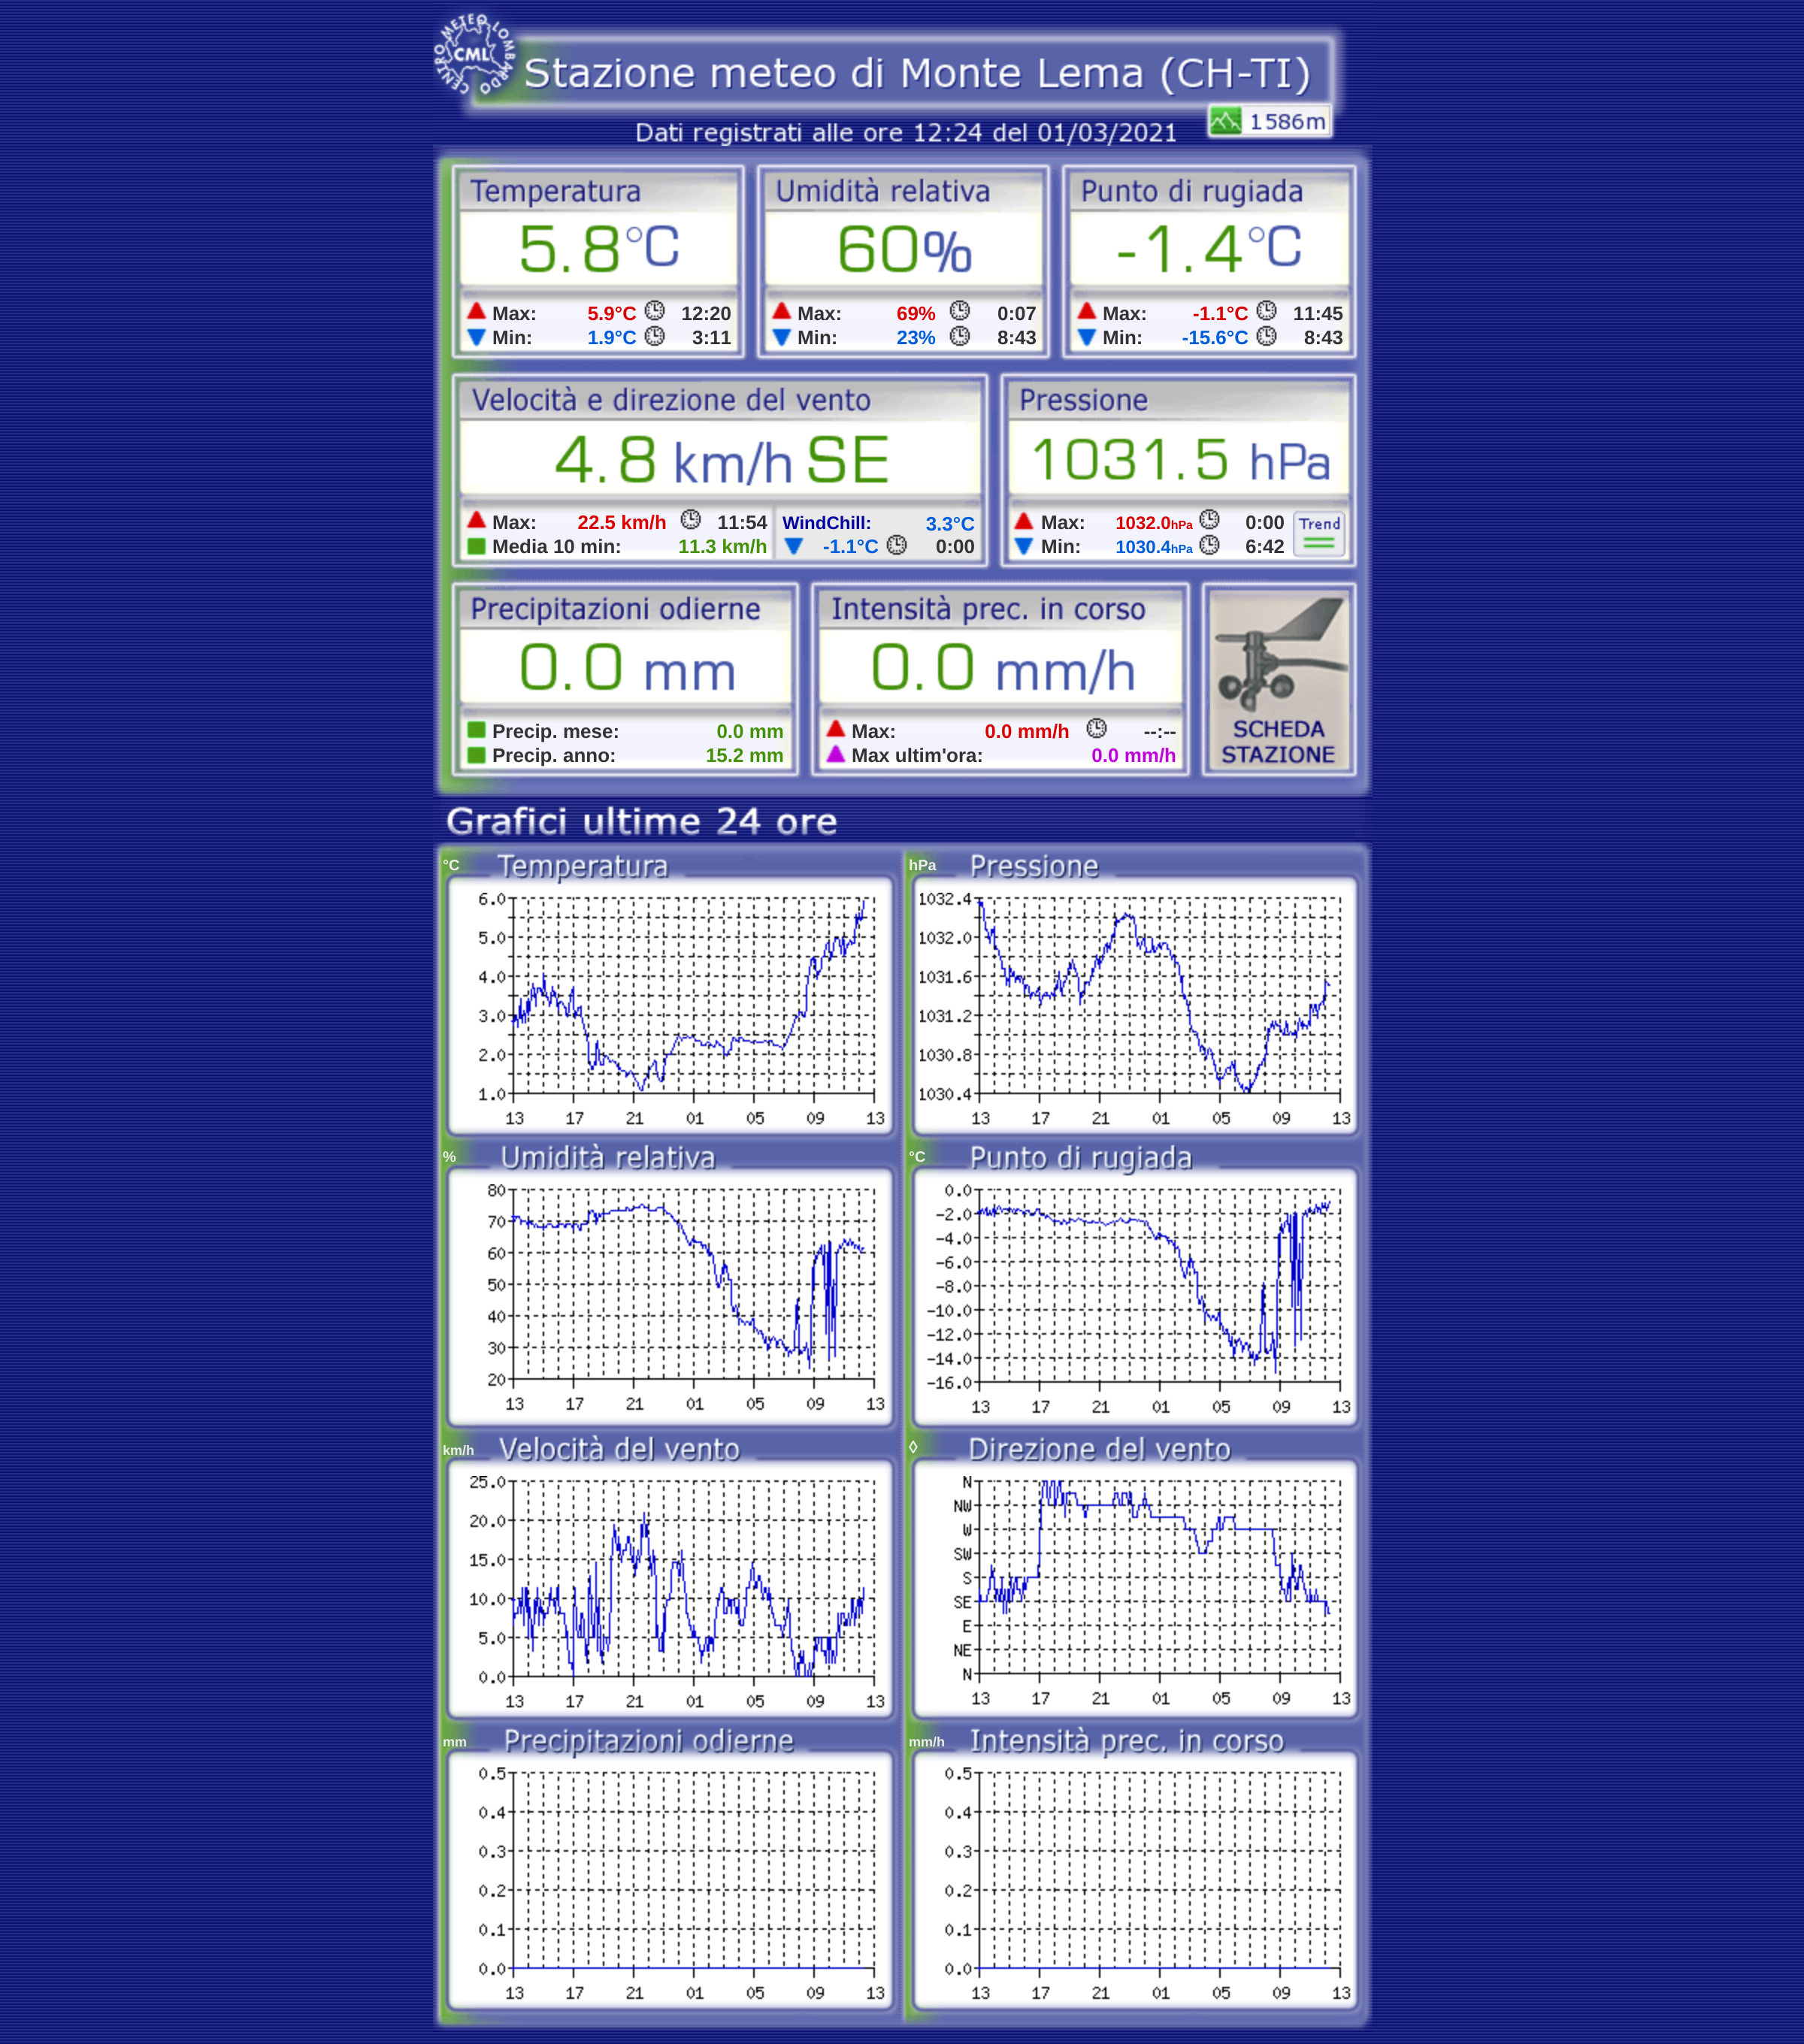 CENTRO METEO LOMBARDO
CML
Stazione meteo di Monte Lema (CH-TI)
1586m
Dati registrati alle ore 12:24 del 01/03/2021
Temperatura Umidità relativa Punto di rugiada
5.8°C 60% -1.4°C
Max: 5.9°C 12:20 Max: 69% 0:07 Max: -1.1°C 11:45
Min: 1.9°C 3:11 Min: 23% 8:43 Min: -15.6°C 8:43
Velocità e direzione del vento Pressione
4.8 km/h SE 1031.5 hPa
Max: 22.5 km/h 11:54 WindChill: 3.3°C Max: 1032.0hPa 0:00 Trend
Media 10 min: 11.3 km/h -1.1°C 0:00 Min: 1030.4hPa 6:42
Precipitazioni odierne Intensità prec. in corso
0.0 mm 0.0 mm/h
Precip. mese: 0.0 mm Max: 0.0 mm/h --:-- SCHEDA
Precip. anno: 15.2 mm Max ultim'ora: 0.0 mm/h STAZIONE
Grafici ultime 24 ore
°C Temperatura hPa Pressione
6.0 1032.4
5.0 1032.0
4.0 1031.6
3.0 1031.2
2.0 1030.8
1.0 1030.4
13 17 21 01 05 09 13 13 17 21 01 05 09 13
% Umidità relativa °C Punto di rugiada
80
70
60
50
40
30
20
13 17 21 01 05 09 13
0.0
-2.0
-4.0
-6.0
-8.0
-10.0
-12.0
-14.0
-16.0
13 17 21 01 05 09 13
km/h Velocità del vento ◊ Direzione del vento
25.0
20.0
15.0
10.0
5.0
0.0
13 17 21 01 05 09 13
N
NW
W
SW
S
SE
E
NE
N
13 17 21 01 05 09 13
mm Precipitazioni odierne mm/h Intensità prec. in corso
0.5 0.5
0.4 0.4
0.3 0.3
0.2 0.2
0.1 0.1
0.0 0.0
13 17 21 01 05 09 13 13 17 21 01 05 09 13